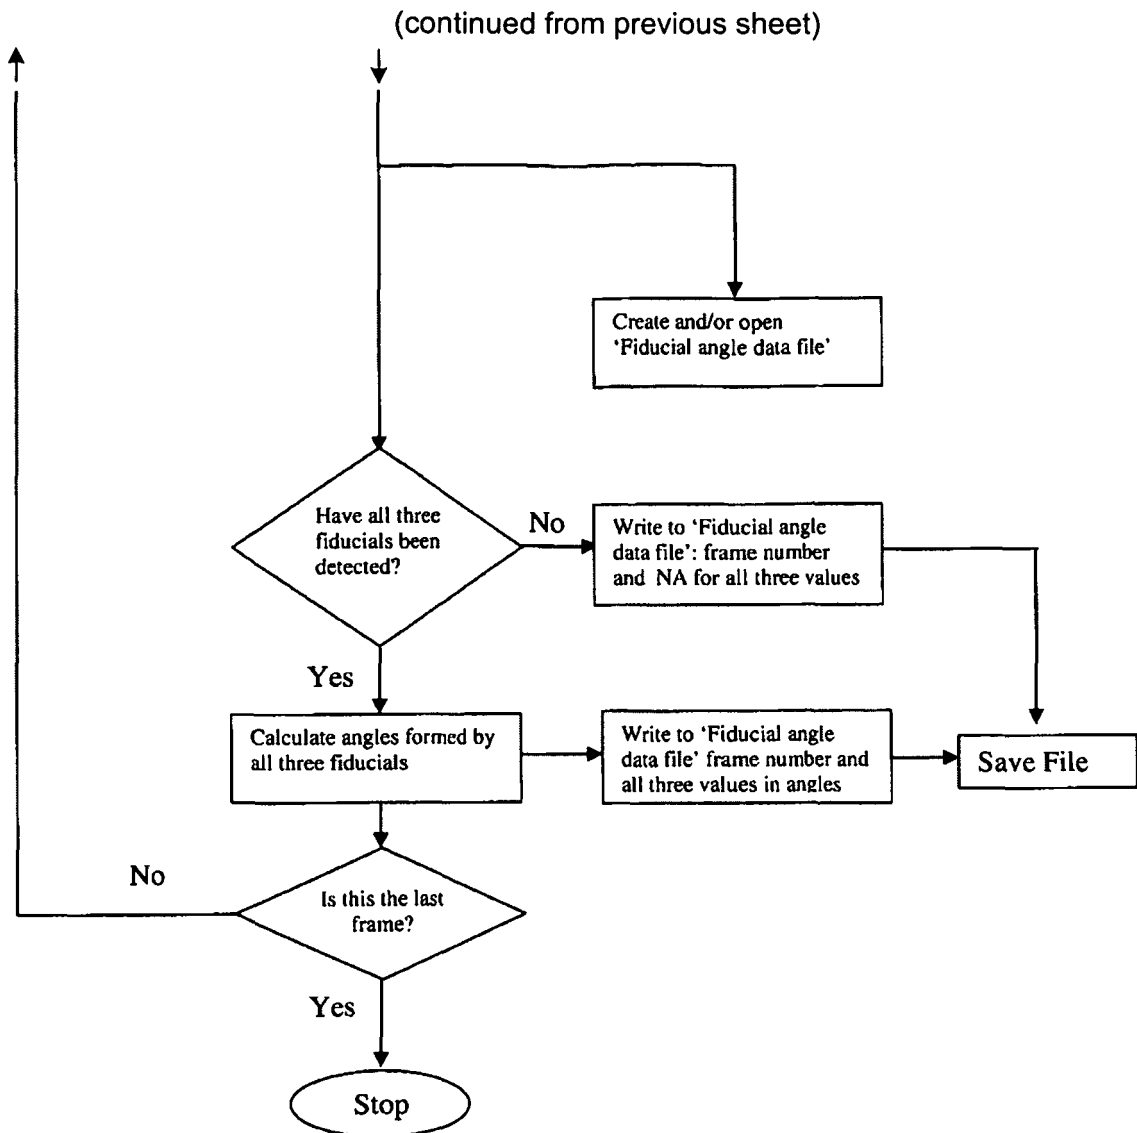 (continued from previous sheet)
Create and/or open
‘Fiducial angle data file’
Have all three
fiducials been
detected?
No
Write to ‘Fiducial angle
data file’: frame number
and NA for all three values
Yes
Calculate angles formed by
all three fiducials
Write to ‘Fiducial angle
data file’ frame number and
all three values in angles
Save File
No
Is this the last
frame?
Yes
Stop